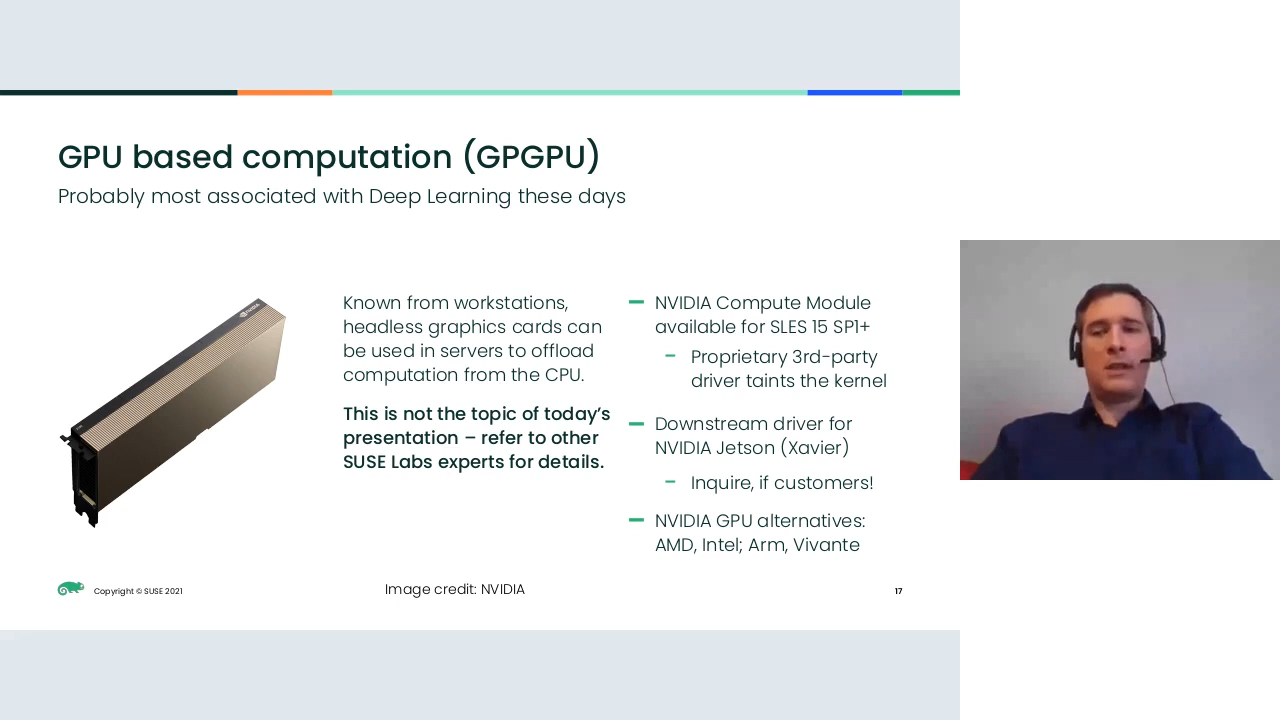 GPU based computation (GPGPU)
Probably most associated with Deep Learning these days
Known from workstations,
headless graphics cards can
be used in servers to offload
computation from the CPU.
This is not the topic of today's
presentation – refer to other
SUSE Labs experts for details.
NVIDIA Compute Module
available for SLES 15 SP1+
Proprietary 3rd-party
driver taints the kernel
Downstream driver for
NVIDIA Jetson (Xavier)
Inquire, if customers!
NVIDIA GPU alternatives:
AMD, Intel; Arm, Vivante
NVIDIA
Copyright © SUSE 2021
Image credit: NVIDIA
17